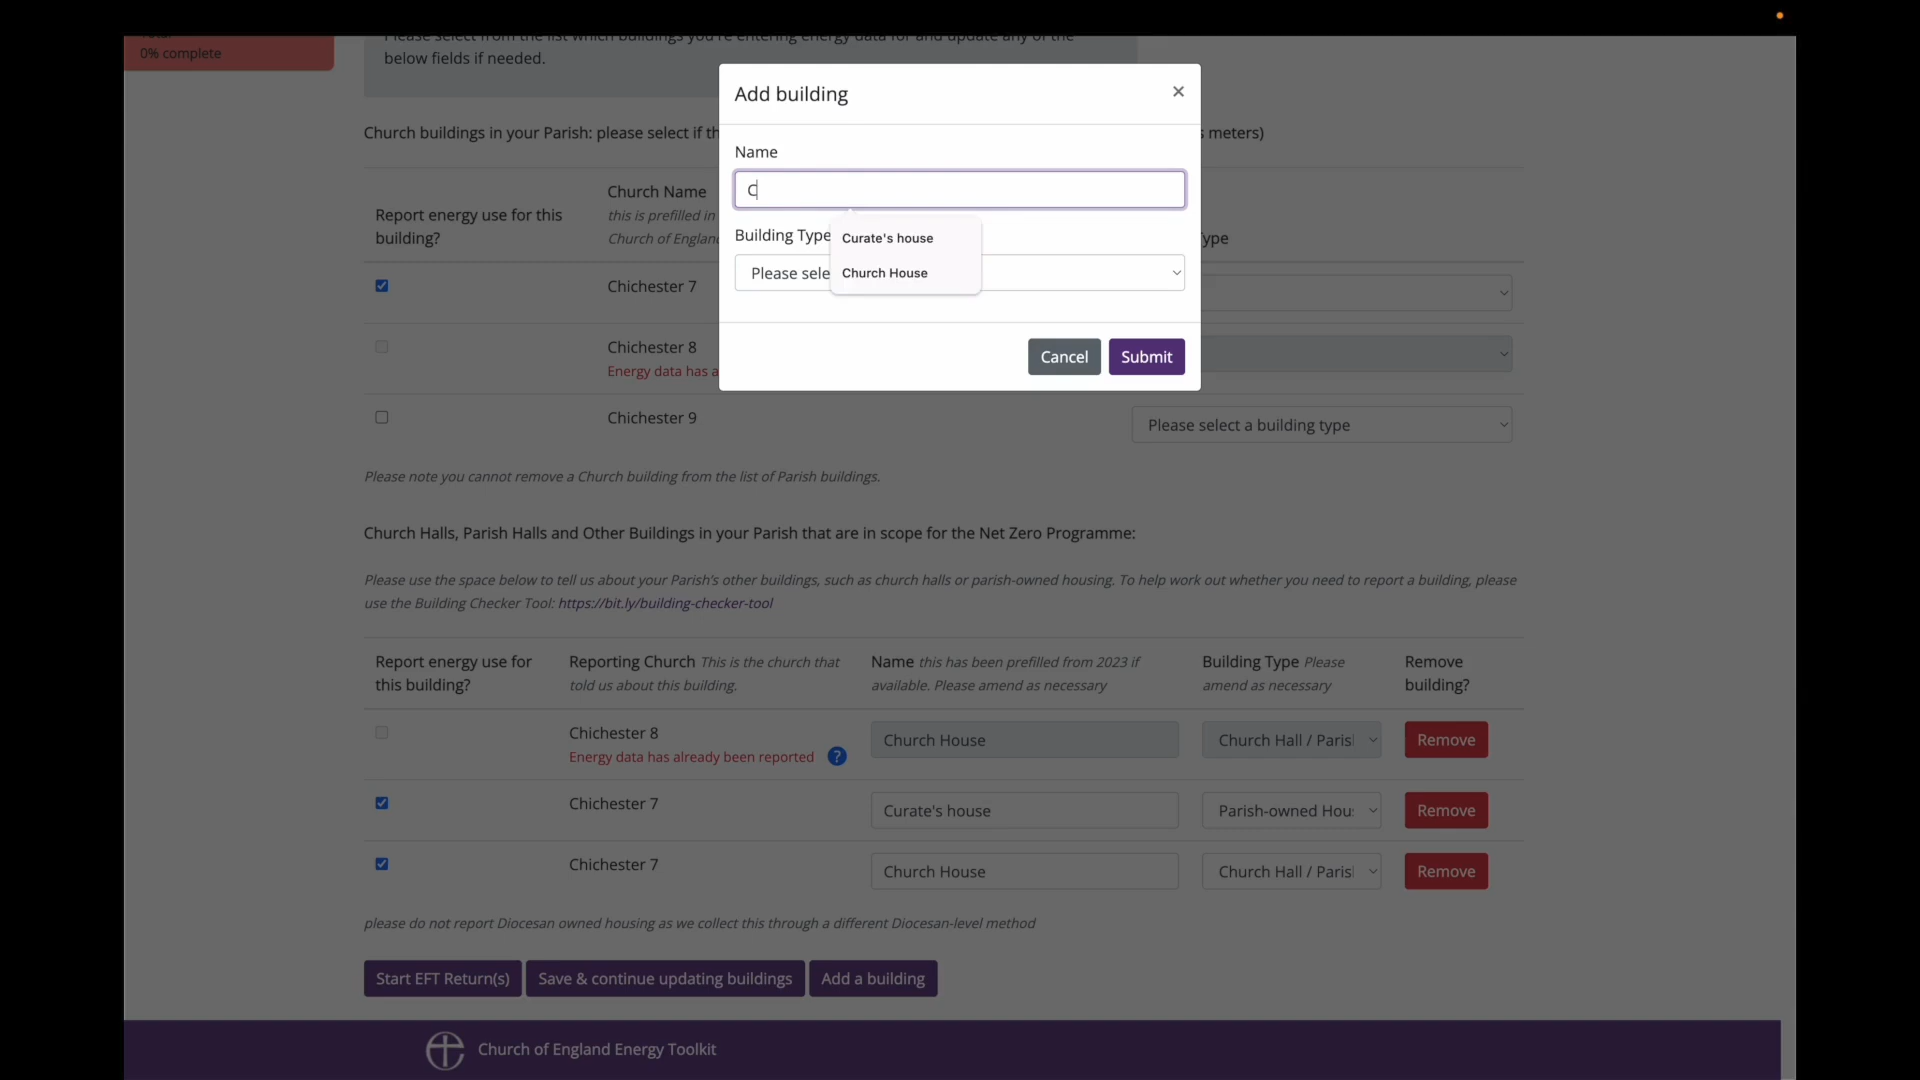 0% complete
Please select from the list which buildings you're entering energy data for and update any of the
below fields if needed.
Add building
×
Church buildings in your Parish: please select if th
meters)
Name
C
Curate's house
Church House
Building Type
Please sele
Cancel
Submit
Report energy use for this
building?
Church Name
this is prefilled in
Church of England
ype
Chichester 7
Chichester 8
Energy data has a
Chichester 9
Please select a building type
Please note you cannot remove a Church building from the list of Parish buildings.
Church Halls, Parish Halls and Other Buildings in your Parish that are in scope for the Net Zero Programme:
Please use the space below to tell us about your Parish's other buildings, such as church halls or parish-owned housing. To help work out whether you need to report a building, please
use the Building Checker Tool: https://bit.ly/building-checker-tool
Report energy use for
this building?
Reporting Church This is the church that
told us about this building.
Name this has been prefilled from 2023 if
available. Please amend as necessary
Building Type Please
amend as necessary
Remove
building?
Chichester 8
Energy data has already been reported ?
Church House
Church Hall / Paris
Remove
Chichester 7
Curate's house
Parish-owned Hou
Remove
Chichester 7
Church House
Church Hall / Paris
Remove
please do not report Diocesan owned housing as we collect this through a different Diocesan-level method
Start EFT Return(s)
Save & continue updating buildings
Add a building
Church of England Energy Toolkit